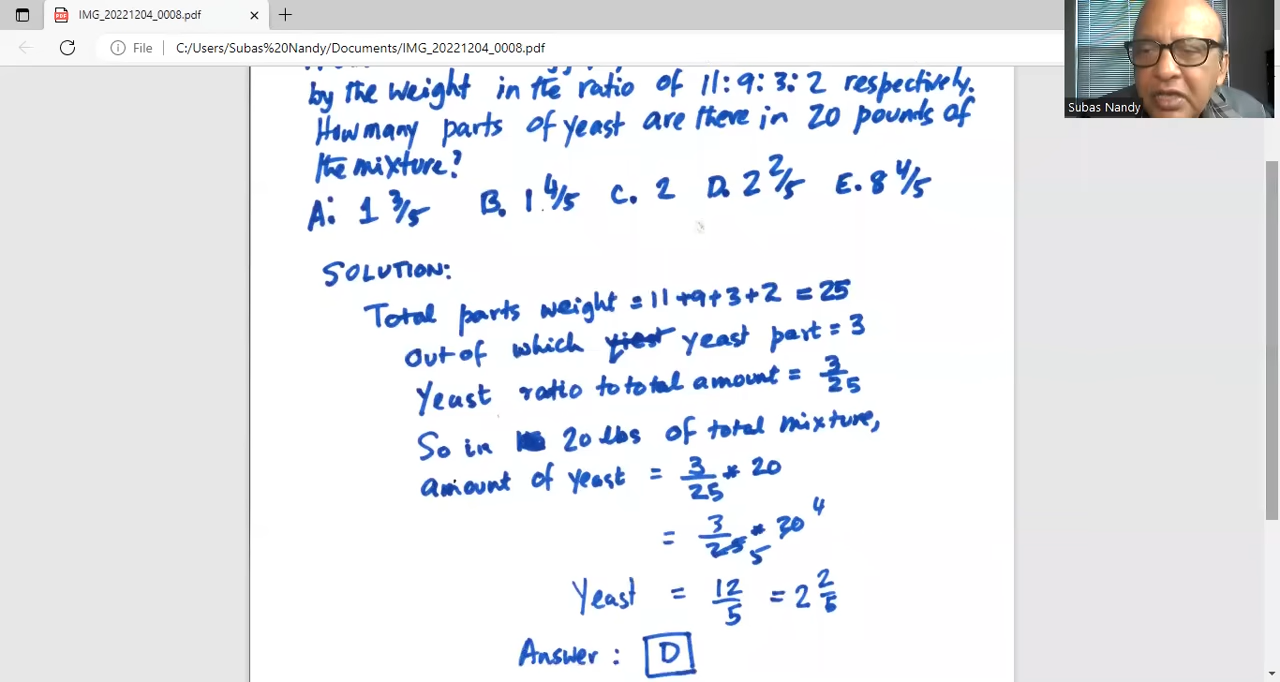 IMG_20221204_0008.pdf
File
C:/Users/Subas%20Nandy/Documents/IMG_20221204_0008.pdf
Subas Nandy
by the weight in the ratio of 11:9:3:2 respectively.
How many parts of yeast are there in 20 pounds of
the mixture?
A: 1 3/5 B. 1 4/5 C. 2 D. 2 2/5 E. 8 4/5
SOLUTION:
Total parts weight = 11+9+3+2 = 25
out of which yeast part = 3
Yeast ratio to total amount = 3/25
So in 20 lbs of total mixture,
amount of yeast = 3/25 * 20
= 3/25 * 20 4
5
Yeast = 12/5 = 2 2/5
Answer: D